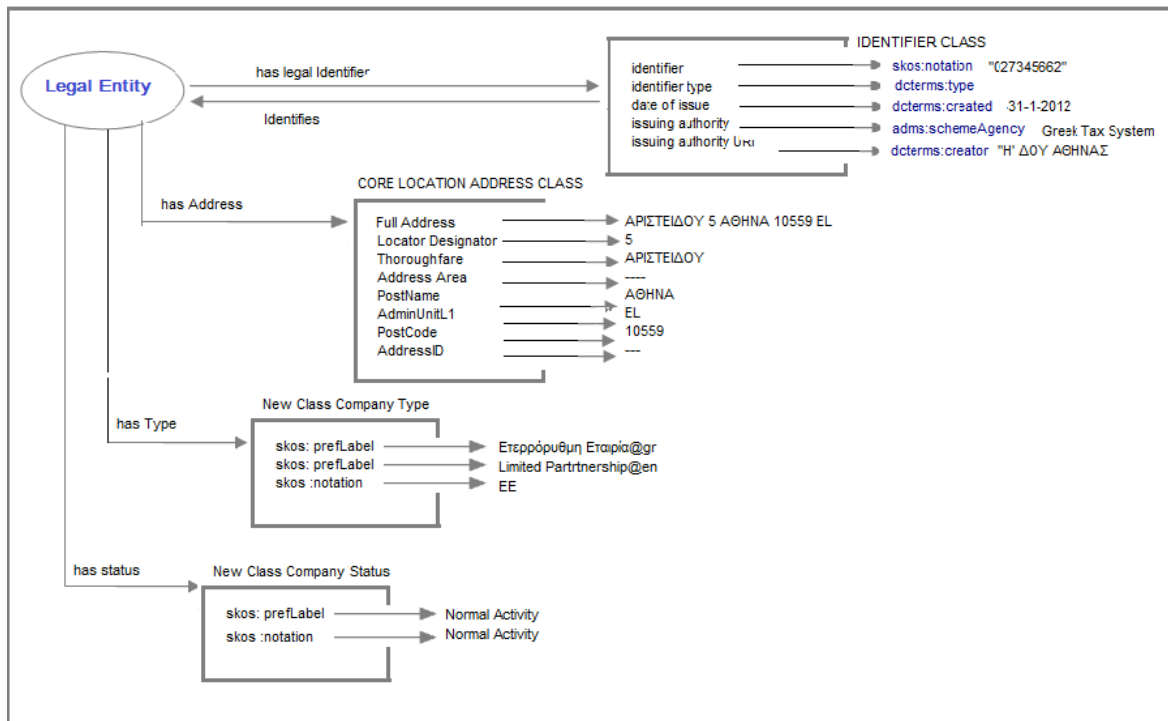 IDENTIFIER CLASS
Legal Entity
has legal Identifier
Identifies
identifier skos:notation "027345662"
identifier type dcterms:type
date of issue dcterms:created 31-1-2012
issuing authority adms:schemeAgency Greek Tax System
issuing authority URI dcterms:creator "Η' ΔΟΥ ΑΘΗΝΑΣ
CORE LOCATION ADDRESS CLASS
has Address
Full Address ΑΡΙΣΤΕΙΔΟΥ 5 ΑΘΗΝΑ 10559 EL
Locator Designator 5
Thoroughfare ΑΡΙΣΤΕΙΔΟΥ
Address Area ----
PostName ΑΘΗΝΑ
AdminUnitL1 EL
PostCode 10559
AddressID ---
New Class Company Type
has Type
skos: prefLabel Ετερρόρυθμη Εταιρία@gr
skos: prefLabel Limited Partrtnership@en
skos :notation EE
has status
New Class Company Status
skos: prefLabel Normal Activity
skos :notation Normal Activity